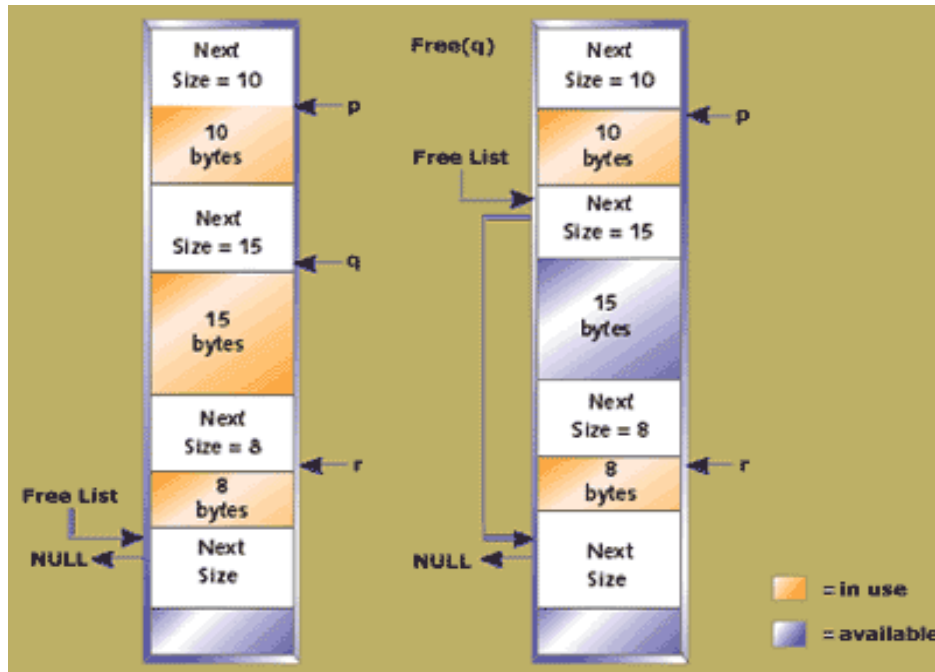 Next
Size = 10
p
10
bytes
Next
Size = 15
q
15
bytes
Next
Size = 8
r
8
bytes
Free List
NULL
Next
Size
Free(q)
Next
Size = 10
p
10
bytes
Free List
Next
Size = 15
15
bytes
Next
Size = 8
r
8
bytes
NULL
Next
Size
= in use
= available